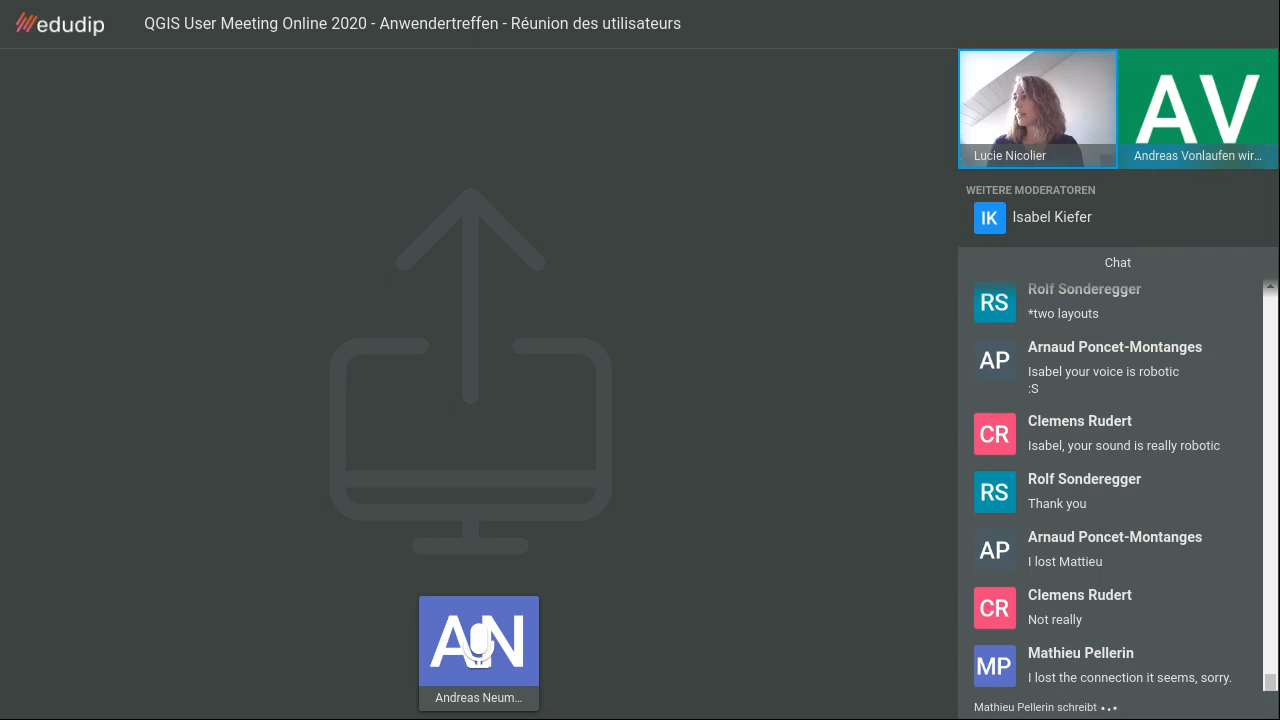 edudip
QGIS User Meeting Online 2020 - Anwendertreffen - Réunion des utilisateurs
AV
Lucie Nicolier
Andreas Vonlaufen wir…
WEITERE MODERATOREN
IK
Isabel Kiefer
Chat
RS
Rolf Sonderegger
*two layouts
AP
Arnaud Poncet-Montanges
Isabel your voice is robotic
:S
CR
Clemens Rudert
Isabel, your sound is really robotic
RS
Rolf Sonderegger
Thank you
AP
Arnaud Poncet-Montanges
I lost Mattieu
CR
Clemens Rudert
Not really
MP
Mathieu Pellerin
I lost the connection it seems, sorry.
Mathieu Pellerin schreibt
AN
Andreas Neum…